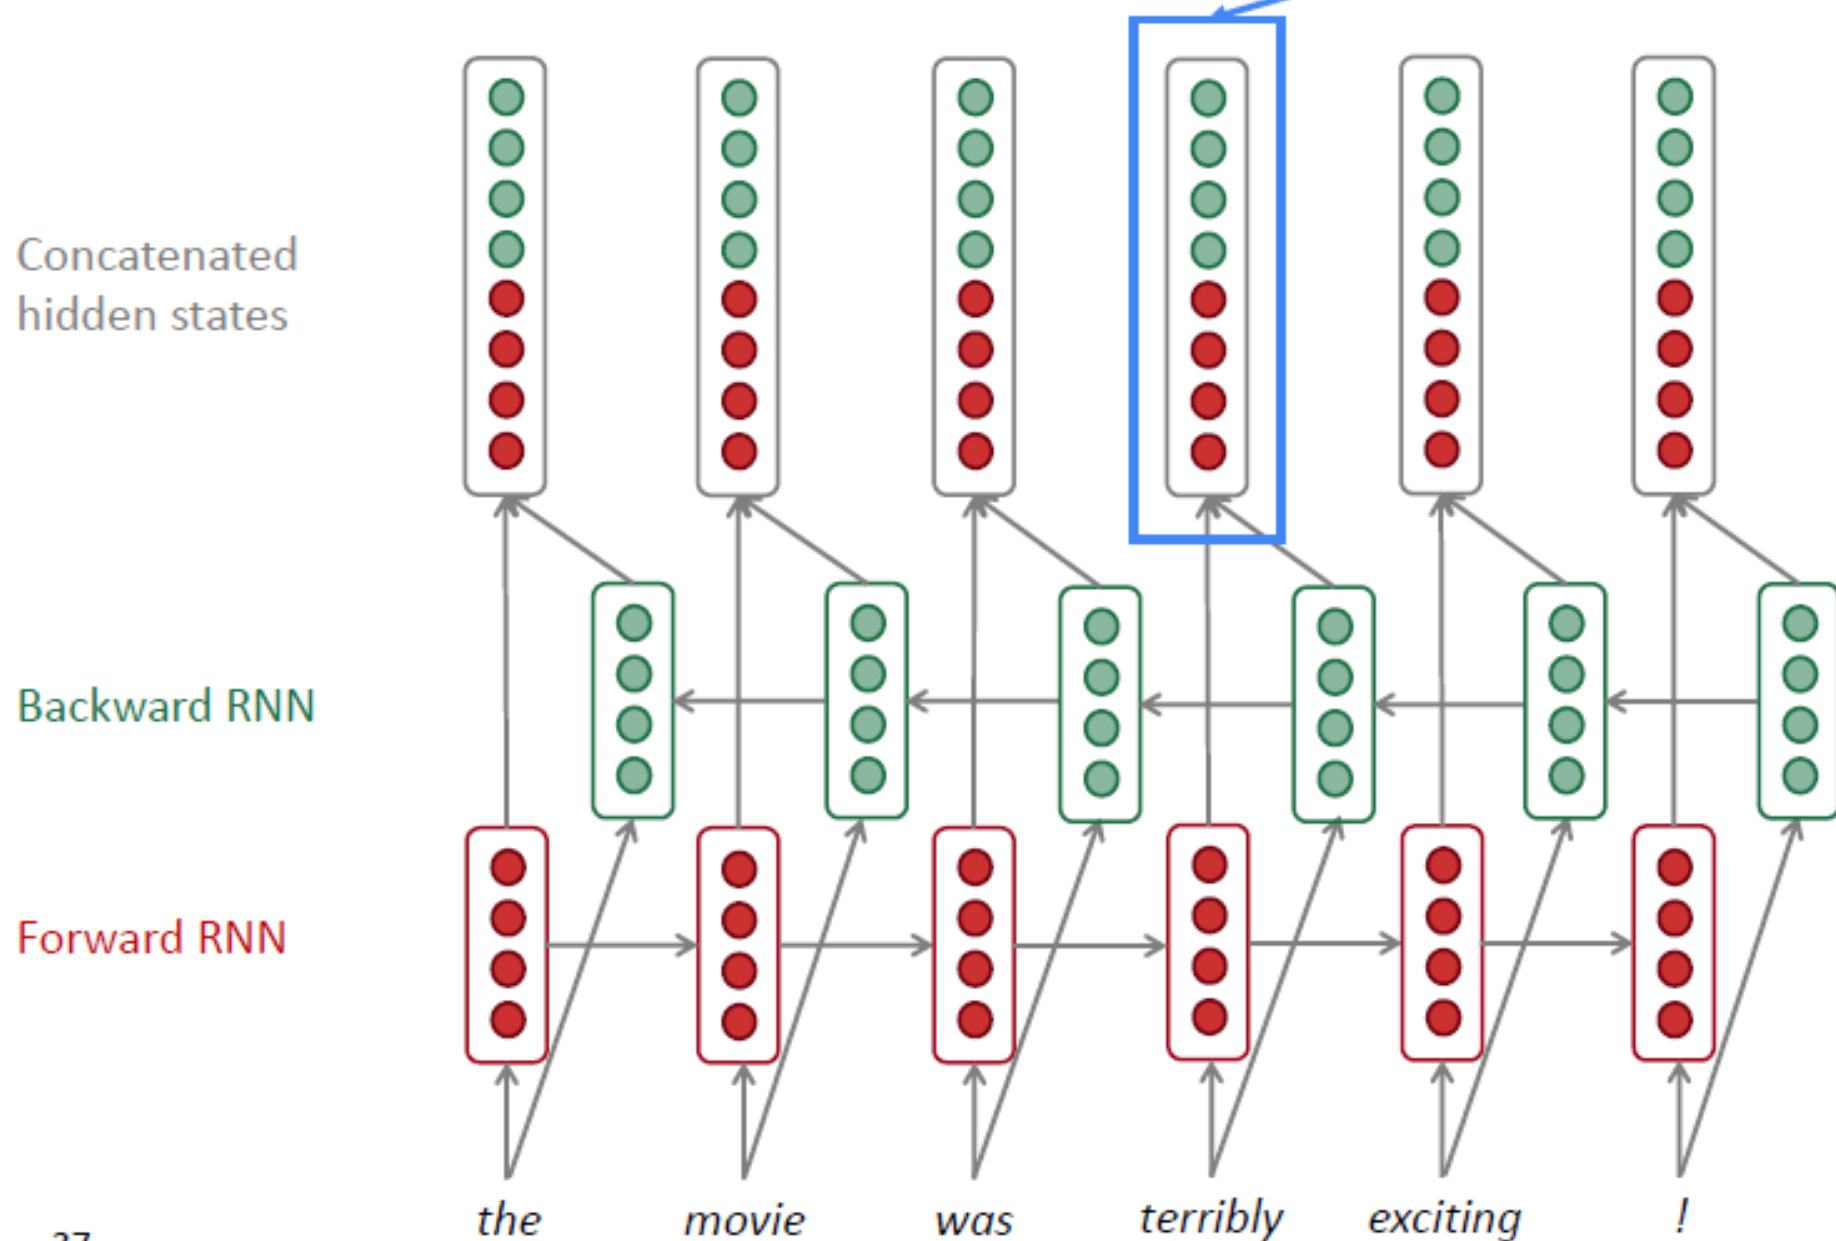 Concatenated
hidden states
Backward RNN
Forward RNN
the movie was terribly exciting !